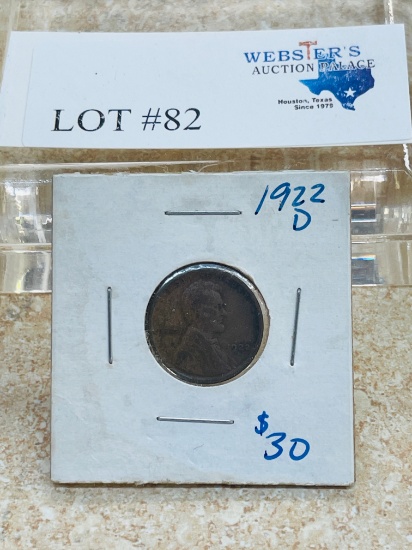 WEBSTER'S
AUCTION PALACE
Houston, Texas
Since 1979
LOT #82
1922
D
$30